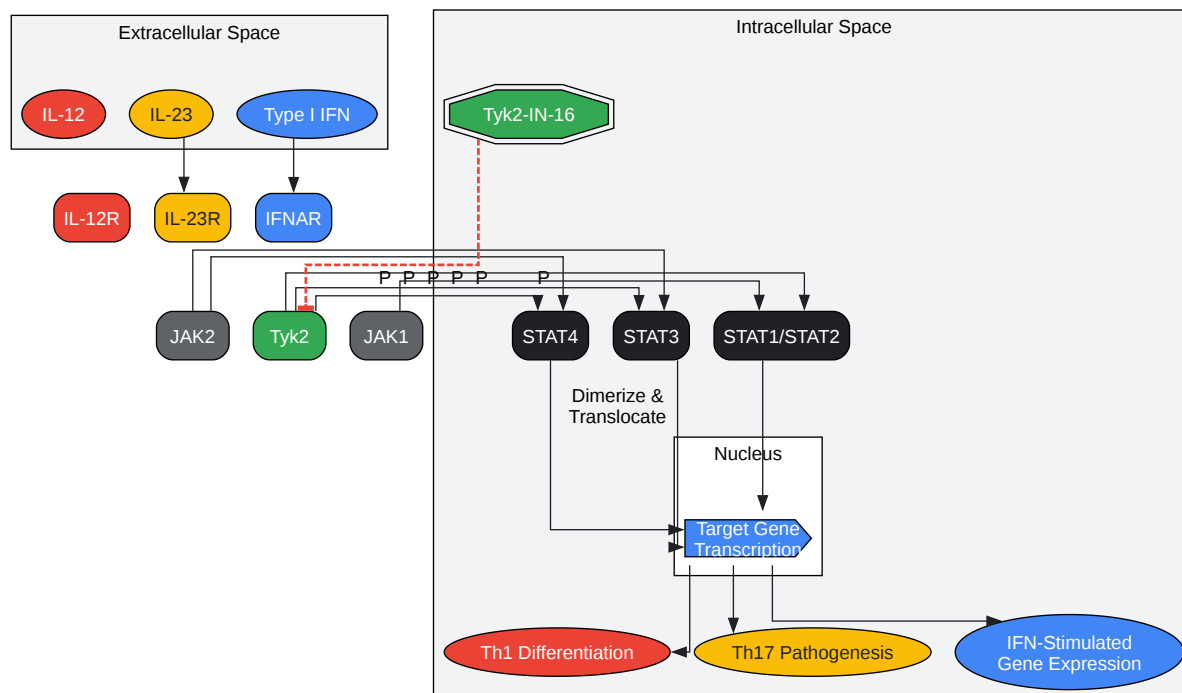 Extracellular Space
Intracellular Space
IL-12
IL-23
Type I IFN
Tyk2-IN-16
IL-12R
IL-23R
IFNAR
P P P P P P
JAK2
Tyk2
JAK1
STAT4
STAT3
STAT1/STAT2
Dimerize &
Translocate
Nucleus
Target Gene
Transcription
Th1 Differentiation
Th17 Pathogenesis
IFN-Stimulated
Gene Expression